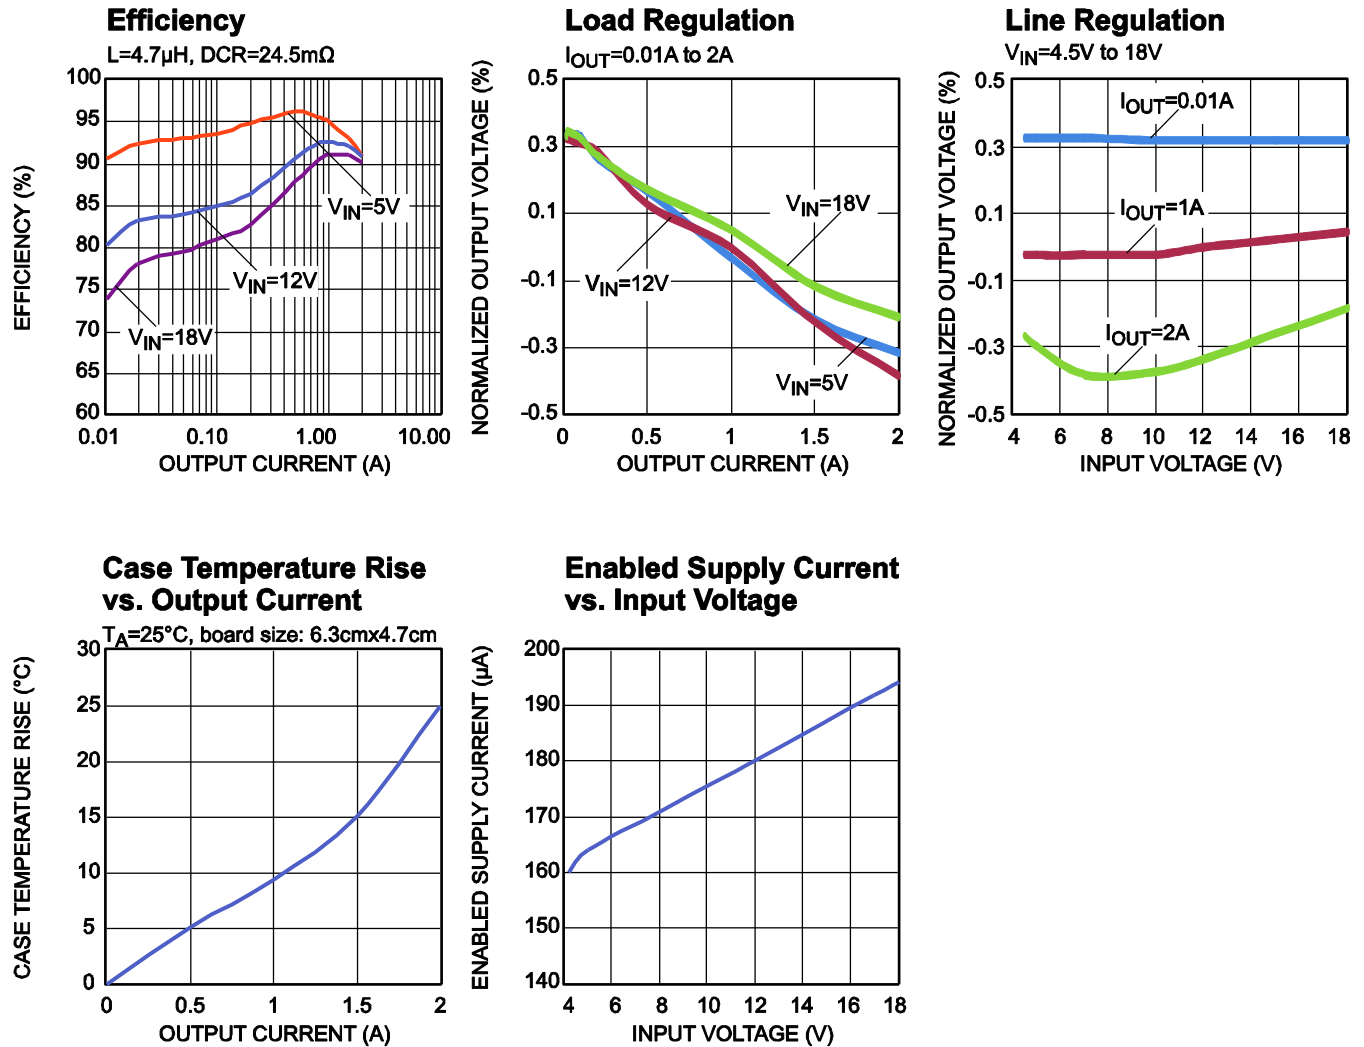 Efficiency
L=4.7µH, DCR=24.5mΩ
EFFICIENCY (%)
100
95
90
85
80
75
70
65
60
VIN=5V
VIN=12V
VIN=18V
0.01 0.10 1.00 10.00
OUTPUT CURRENT (A)
Load Regulation
IOUT=0.01A to 2A
NORMALIZED OUTPUT VOLTAGE (%)
0.5
0.3
0.1
-0.1
-0.3
-0.5
VIN=18V
VIN=12V
VIN=5V
0 0.5 1 1.5 2
OUTPUT CURRENT (A)
Line Regulation
VIN=4.5V to 18V
NORMALIZED OUTPUT VOLTAGE (%)
0.5
0.3
0.1
-0.1
-0.3
-0.5
IOUT=0.01A
IOUT=1A
IOUT=2A
4 6 8 10 12 14 16 18
INPUT VOLTAGE (V)
Case Temperature Rise
vs. Output Current
TA=25°C, board size: 6.3cmx4.7cm
CASE TEMPERATURE RISE (°C)
30
25
20
15
10
5
0
0 0.5 1 1.5 2
OUTPUT CURRENT (A)
Enabled Supply Current
vs. Input Voltage
ENABLED SUPPLY CURRENT (µA)
200
190
180
170
160
150
140
4 6 8 10 12 14 16 18
INPUT VOLTAGE (V)